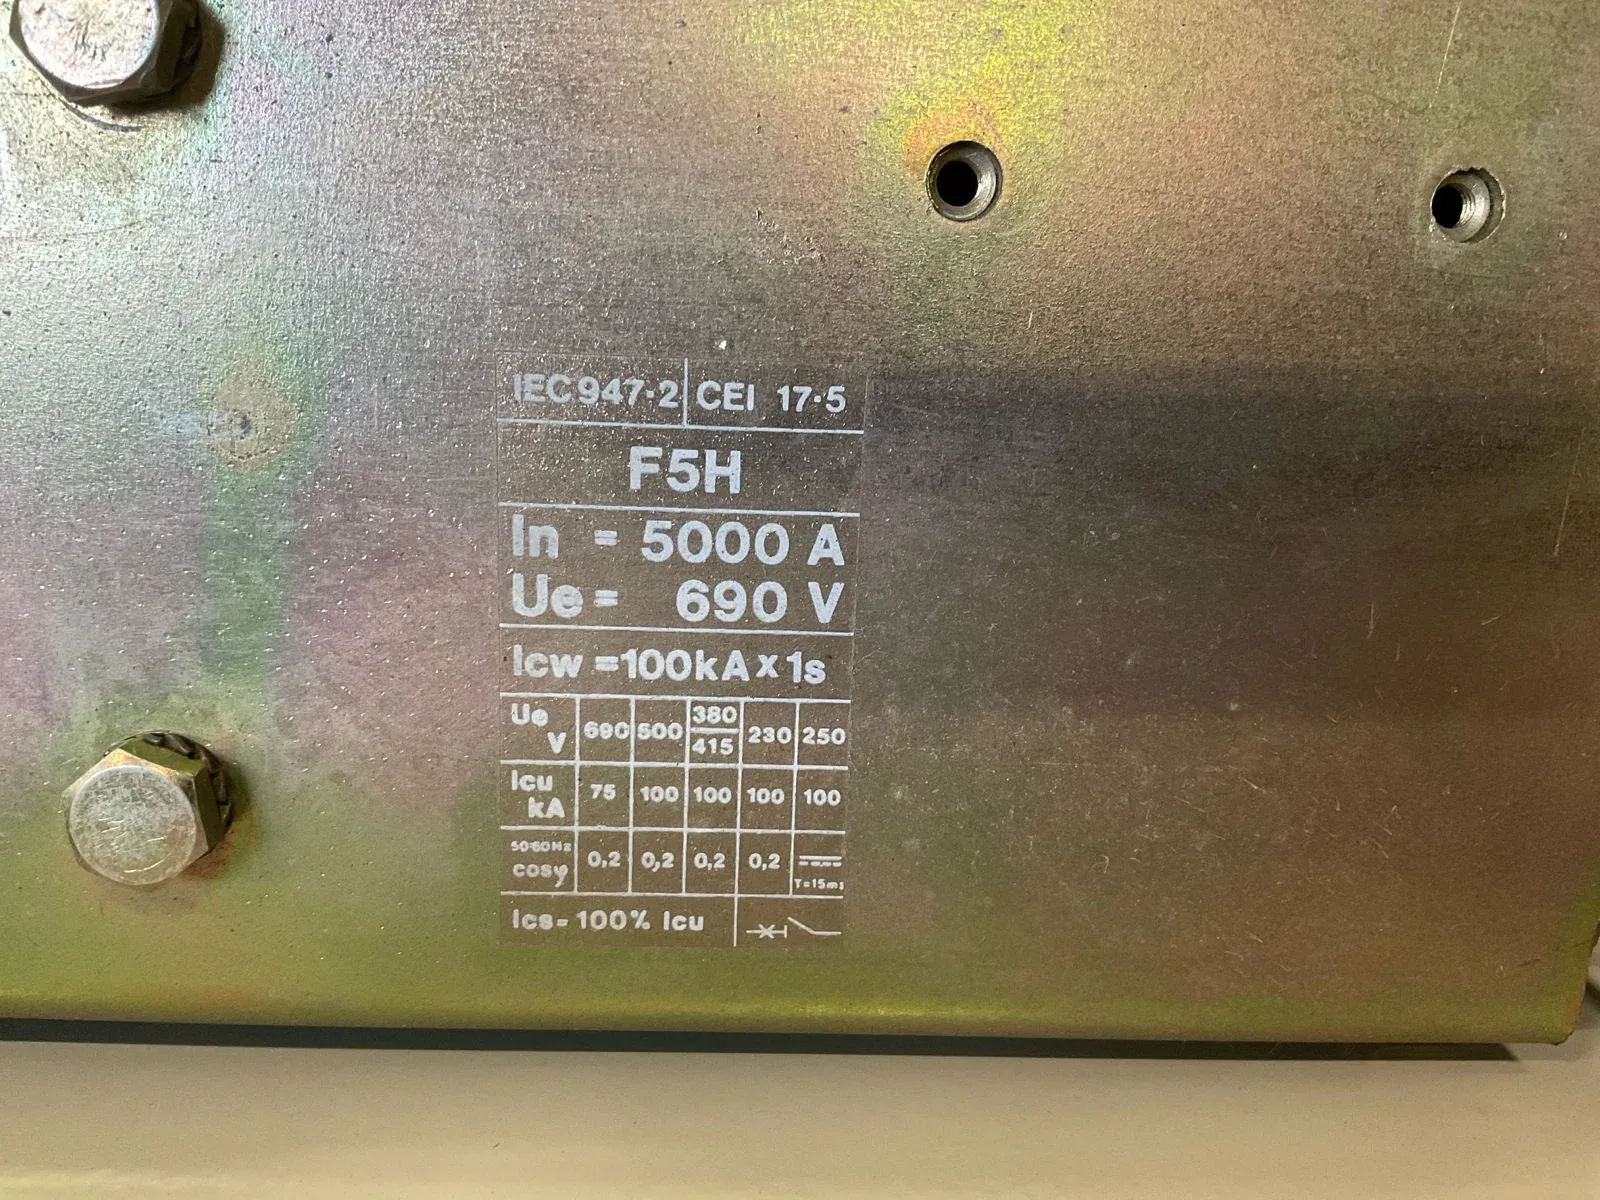 IEC 947-2 CEI 17-5
F5H
In = 5000 A
Ue = 690 V
Icw =100kA x 1s
Ue V 690 500 380/415 230 250
Icu kA 75 100 100 100 100
50-60Hz cosφ 0,2 0,2 0,2 0,2 T=15ms
Ics= 100% Icu